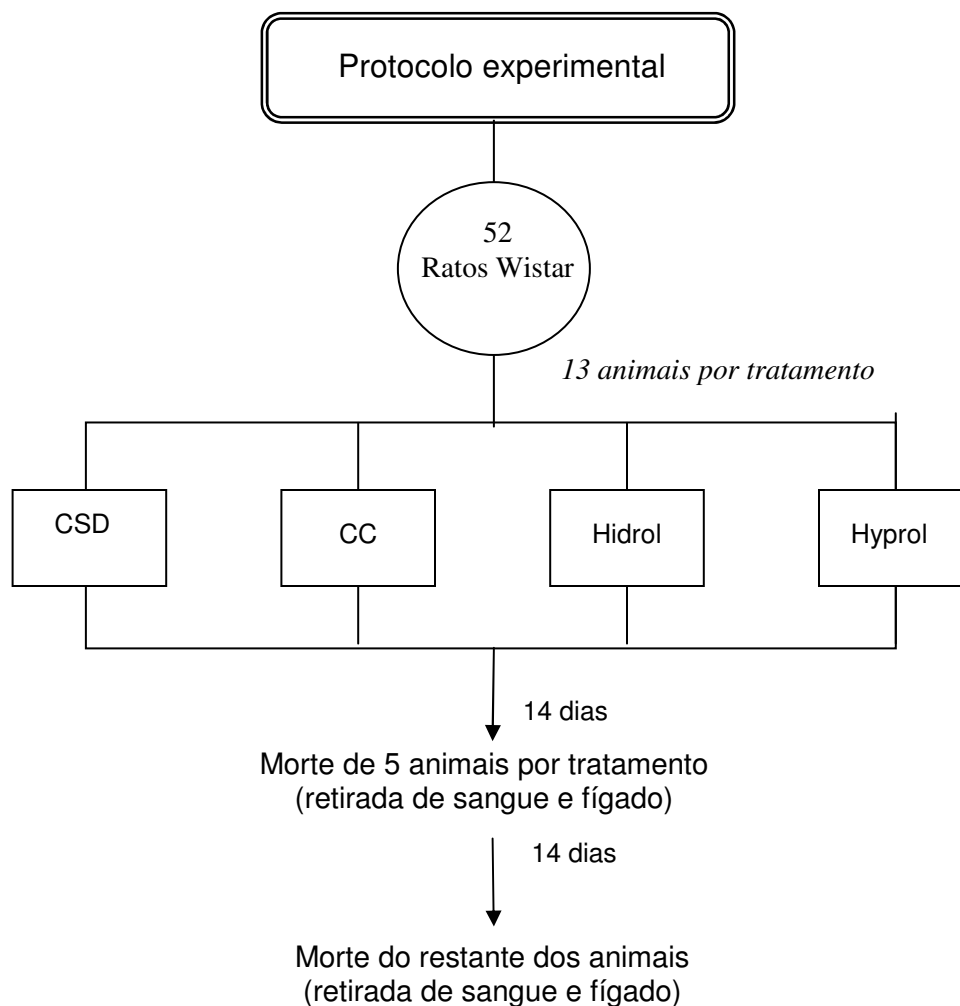 Protocolo experimental
52
Ratos Wistar
13 animais por tratamento
CSD
CC
Hidrol
Hyprol
14 dias
Morte de 5 animais por tratamento
(retirada de sangue e fígado)
14 dias
Morte do restante dos animais
(retirada de sangue e fígado)